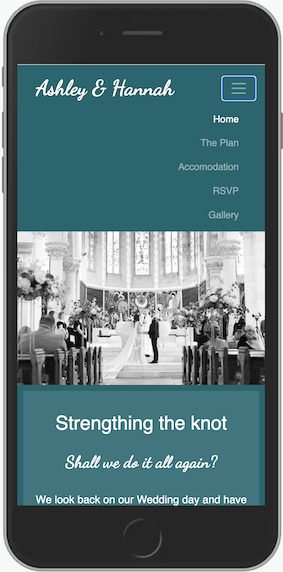 Ashley & Hannah
Home
The Plan
Accomodation
RSVP
Gallery
Strengthing the knot
Shall we do it all again?
We look back on our Wedding day and have